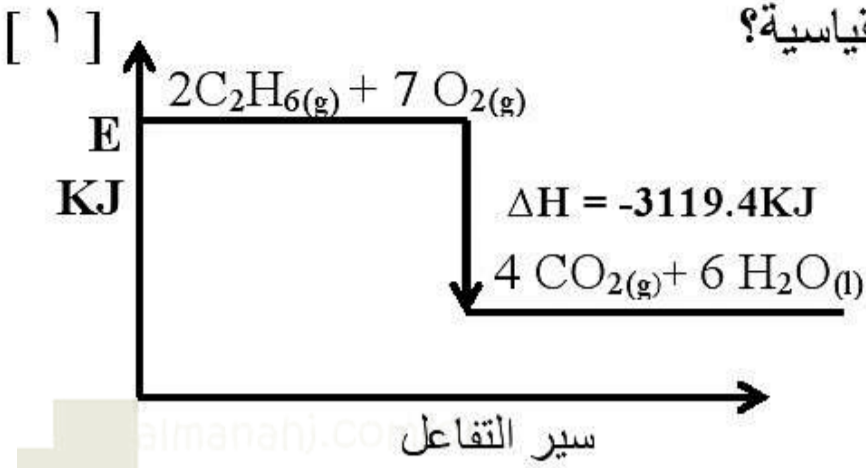 قياسية؟
[ ١ ]
2C₂H₆₍g₎ + 7 O₂₍g₎
E
KJ
ΔH = -3119.4KJ
4 CO₂₍g₎+ 6 H₂O₍l₎
almanahj.com
سير التفاعل